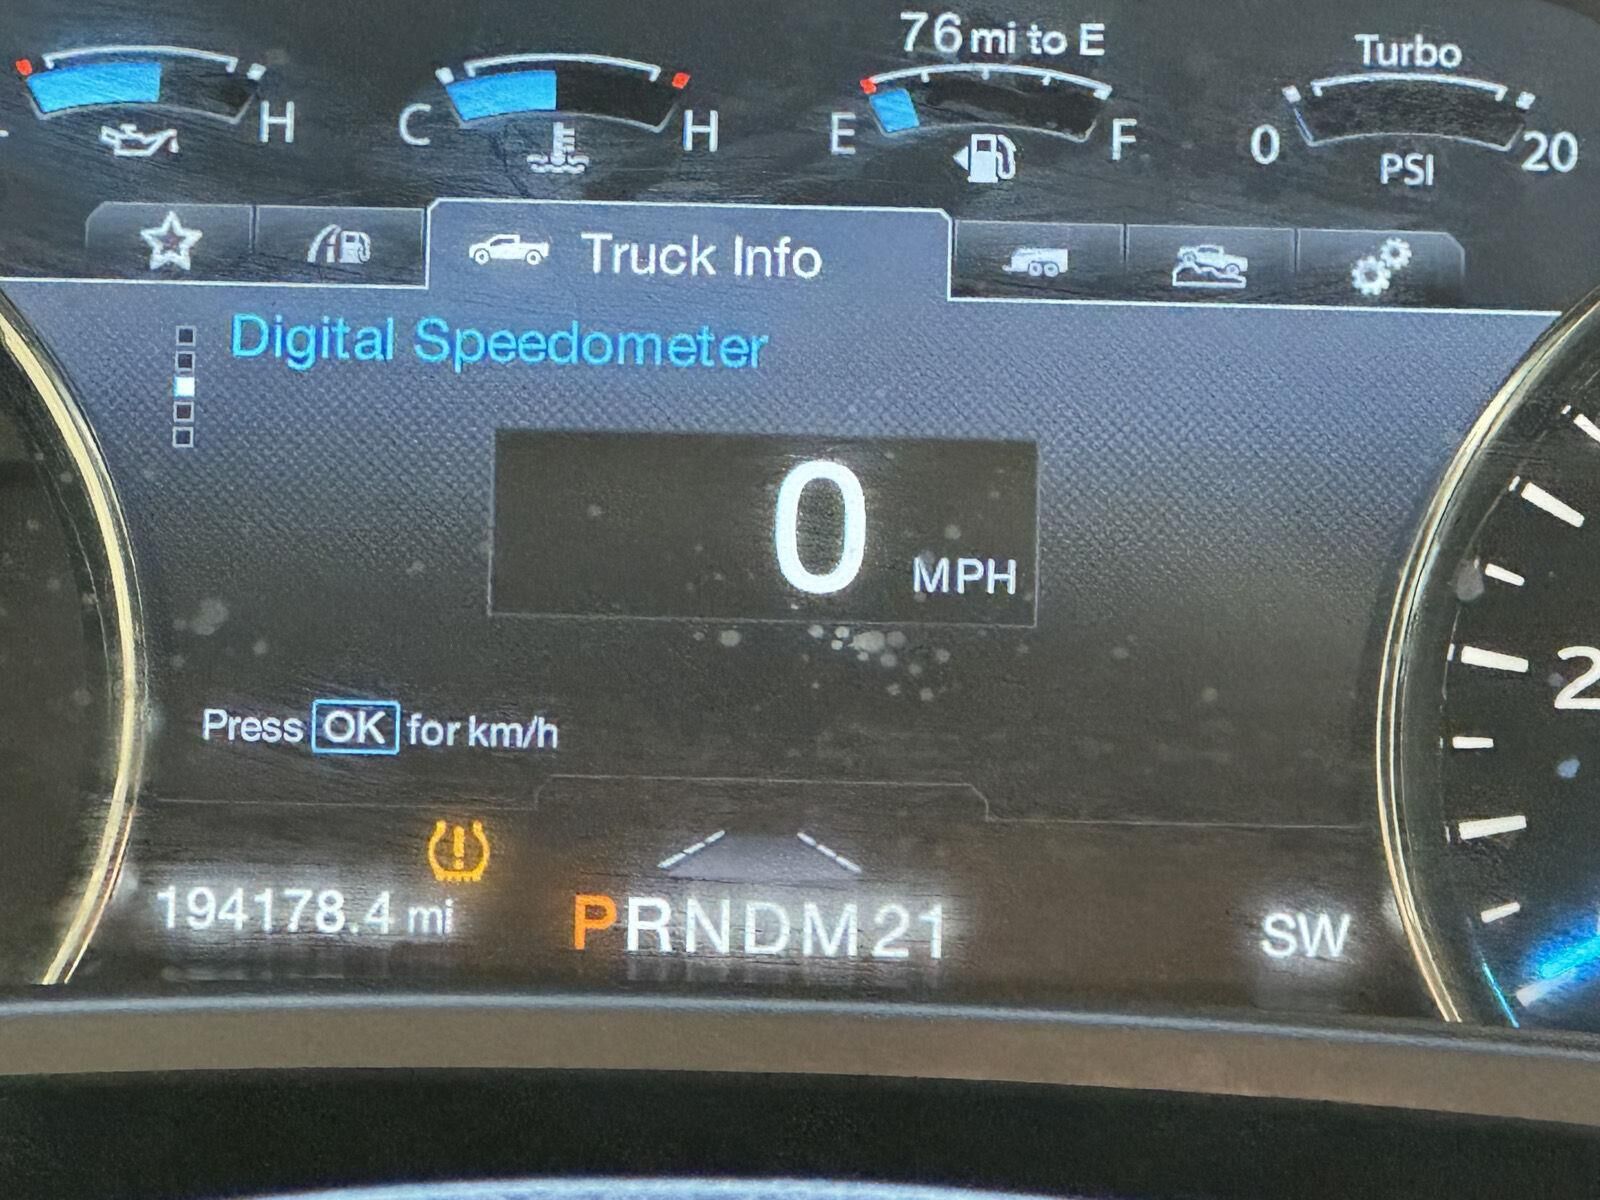 76 mi to E
Turbo
H
C
H
E
F
0
20
PSI
Truck Info
Digital Speedometer
0 MPH
Press OK for km/h
2
194178.4 mi
PRNDM21
SW